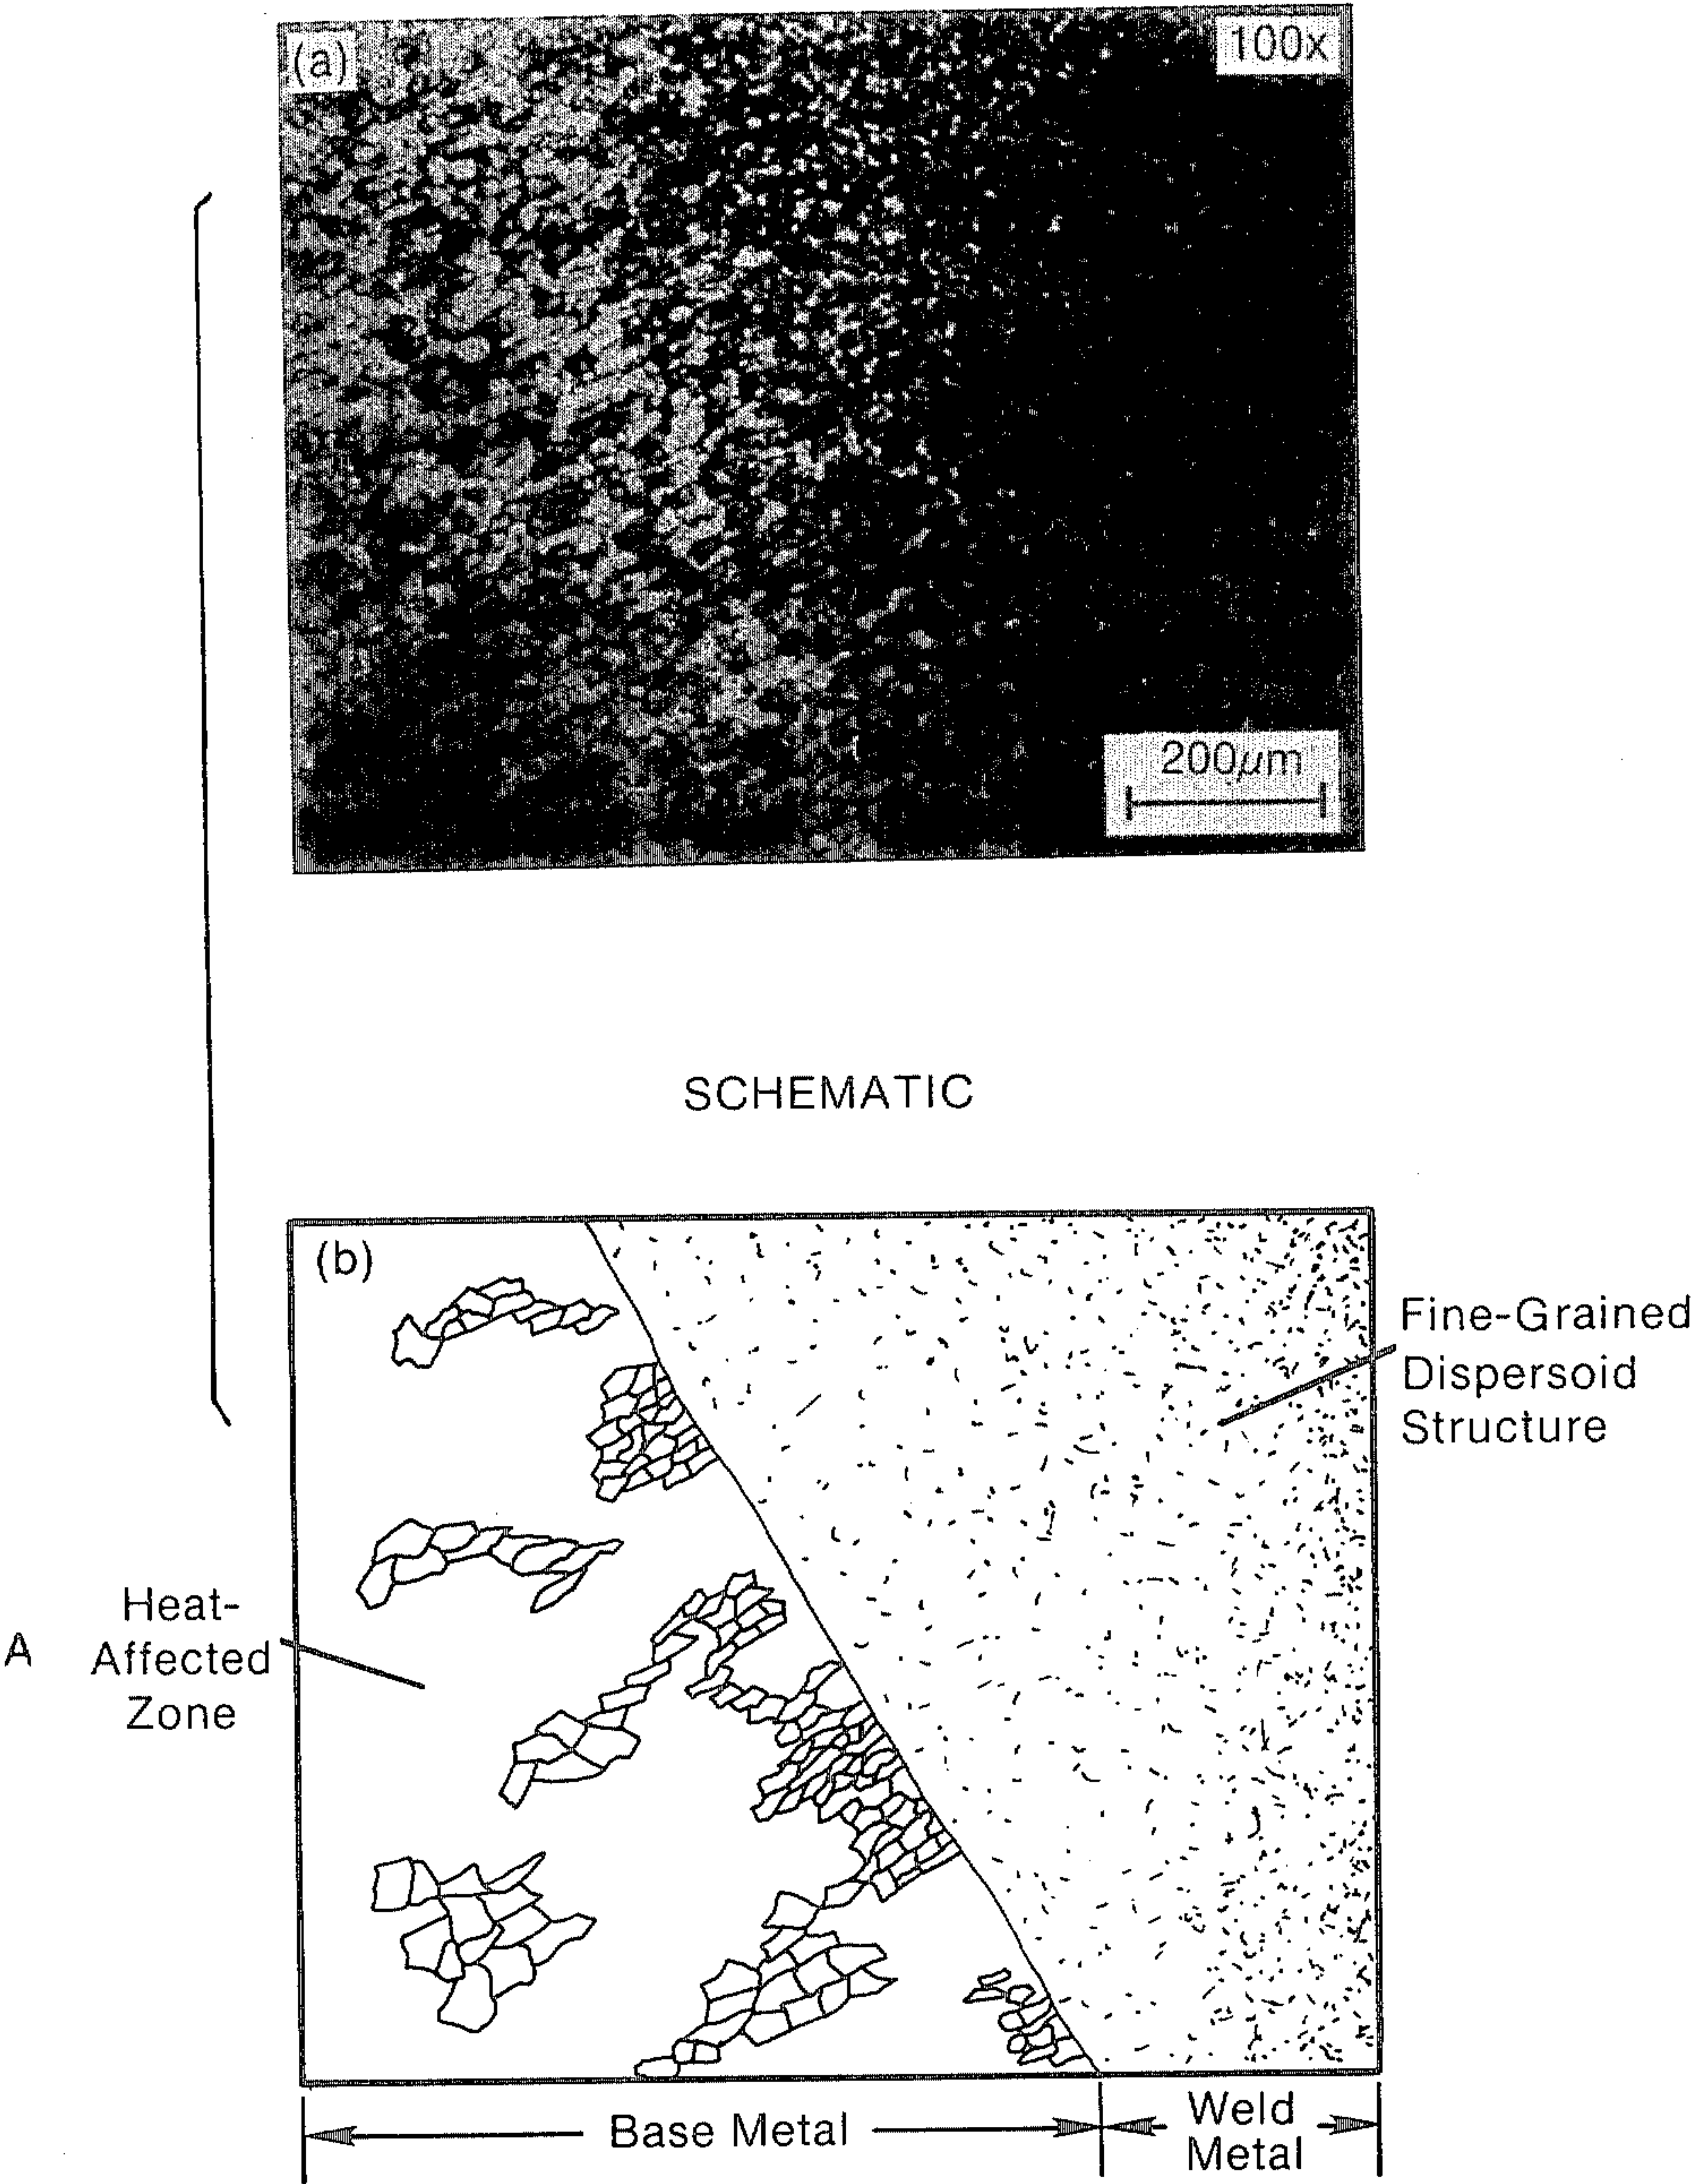 (a)
100x
200μm
SCHEMATIC
(b)
Fine-Grained
Dispersoid
Structure
A
Heat-
Affected
Zone
Base Metal
Weld
Metal